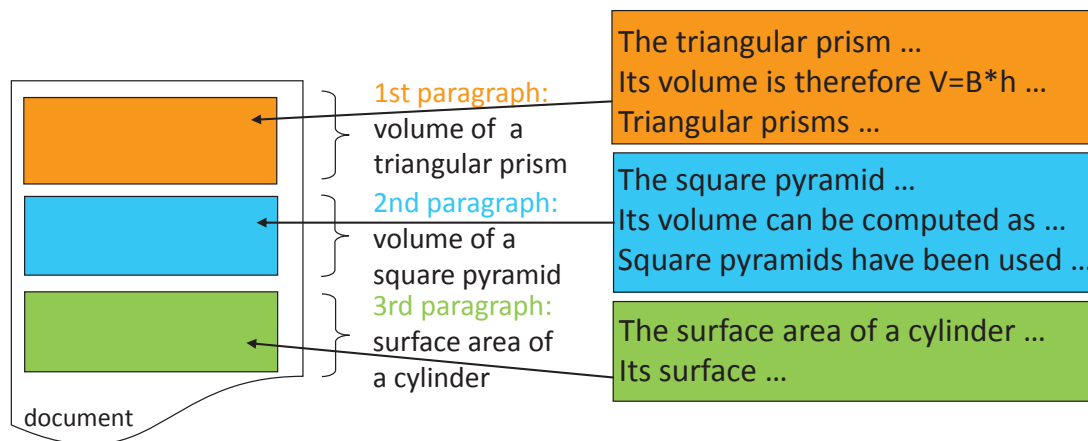 1st paragraph:
volume of a
triangular prism
2nd paragraph:
volume of a
square pyramid
3rd paragraph:
surface area of
a cylinder
document
The triangular prism ...
Its volume is therefore V=B*h ...
Triangular prisms ...
The square pyramid ...
Its volume can be computed as ...
Square pyramids have been used ...
The surface area of a cylinder ...
Its surface ...